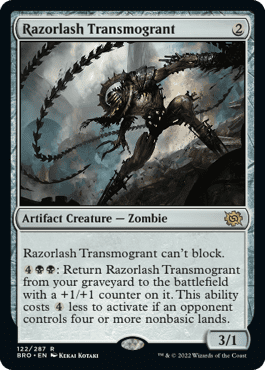 Razorlash Transmogrant 2
Artifact Creature — Zombie
Razorlash Transmogrant can't block.
4BB: Return Razorlash Transmogrant
from your graveyard to the battlefield
with a +1/+1 counter on it. This ability
costs 4 less to activate if an opponent
controls four or more nonbasic lands.
3/1
122/287 R
BRO • EN KEKAI KOTAKI
™ & © 2022 Wizards of the Coast